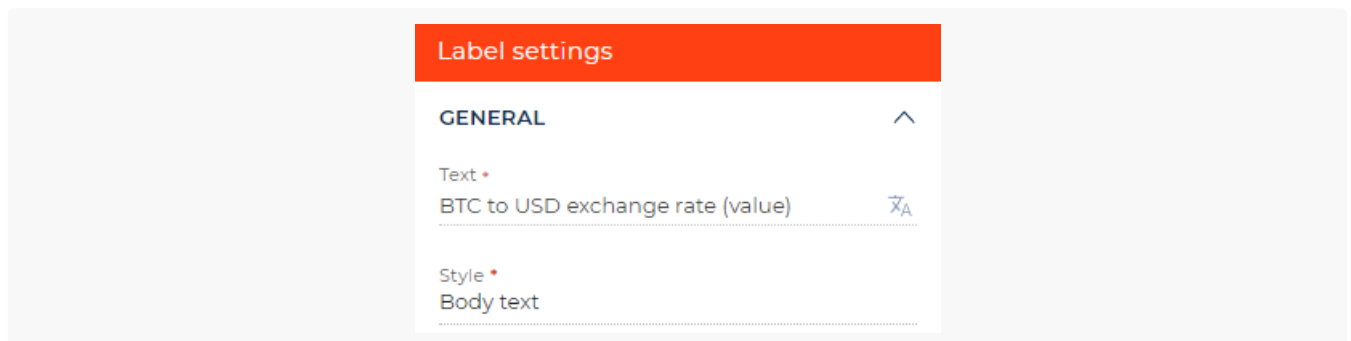 Label settings
GENERAL
Text *
BTC to USD exchange rate (value)
Style *
Body text